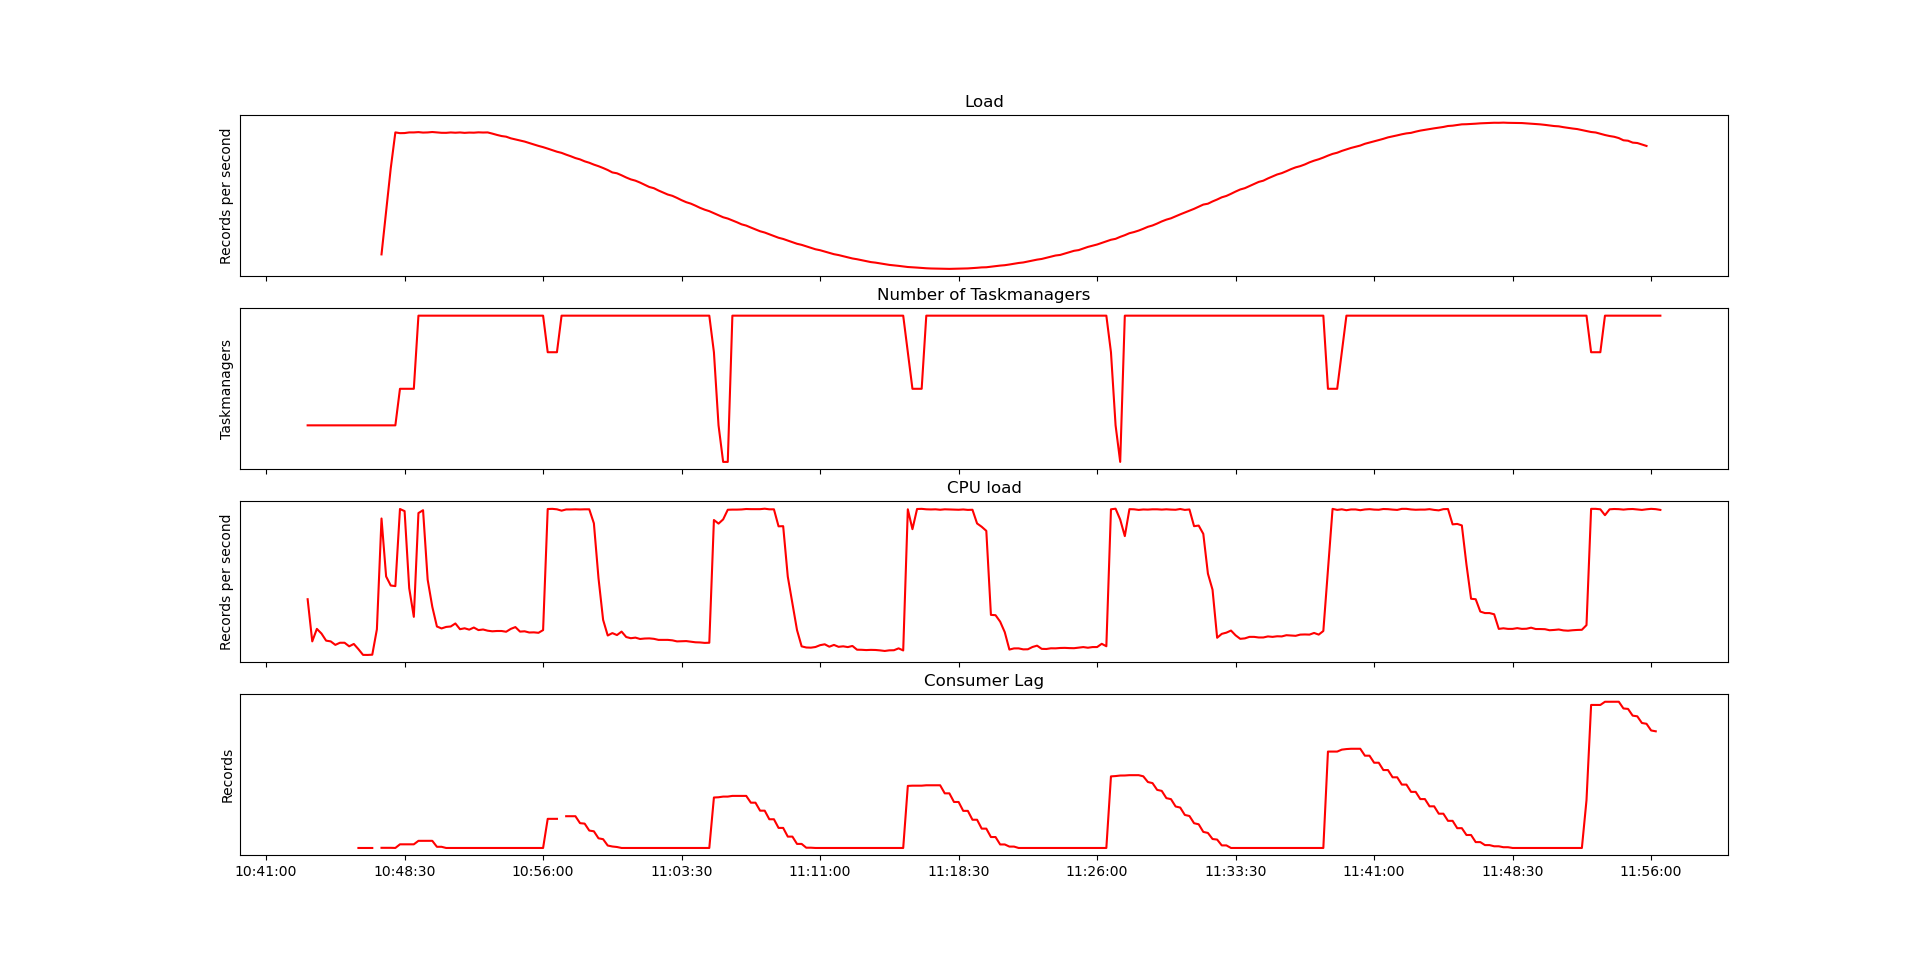 Load
Records per second
Number of Taskmanagers
Taskmanagers
CPU load
Records per second
Consumer Lag
Records
10:41:00 10:48:30 10:56:00 11:03:30 11:11:00 11:18:30 11:26:00 11:33:30 11:41:00 11:48:30 11:56:00